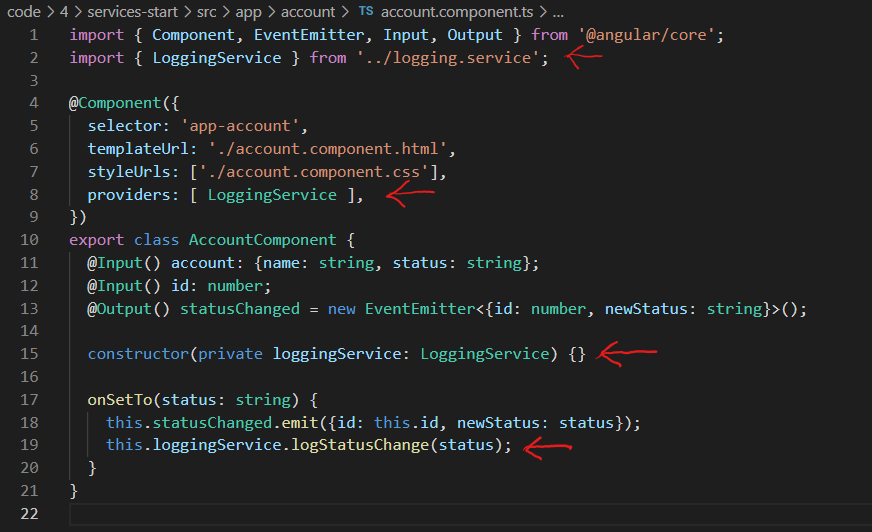 code > 4 > services-start > src > app > account > TS account.component.ts > ...
1 import { Component, EventEmitter, Input, Output } from '@angular/core';
2 import { LoggingService } from '../logging.service';
3
4 @Component({
5   selector: 'app-account',
6   templateUrl: './account.component.html',
7   styleUrls: ['./account.component.css'],
8   providers: [ LoggingService ],
9 })
10 export class AccountComponent {
11   @Input() account: {name: string, status: string};
12   @Input() id: number;
13   @Output() statusChanged = new EventEmitter<{id: number, newStatus: string}>();
14
15   constructor(private loggingService: LoggingService) {}
16
17   onSetTo(status: string) {
18     this.statusChanged.emit({id: this.id, newStatus: status});
19     this.loggingService.logStatusChange(status);
20   }
21 }
22